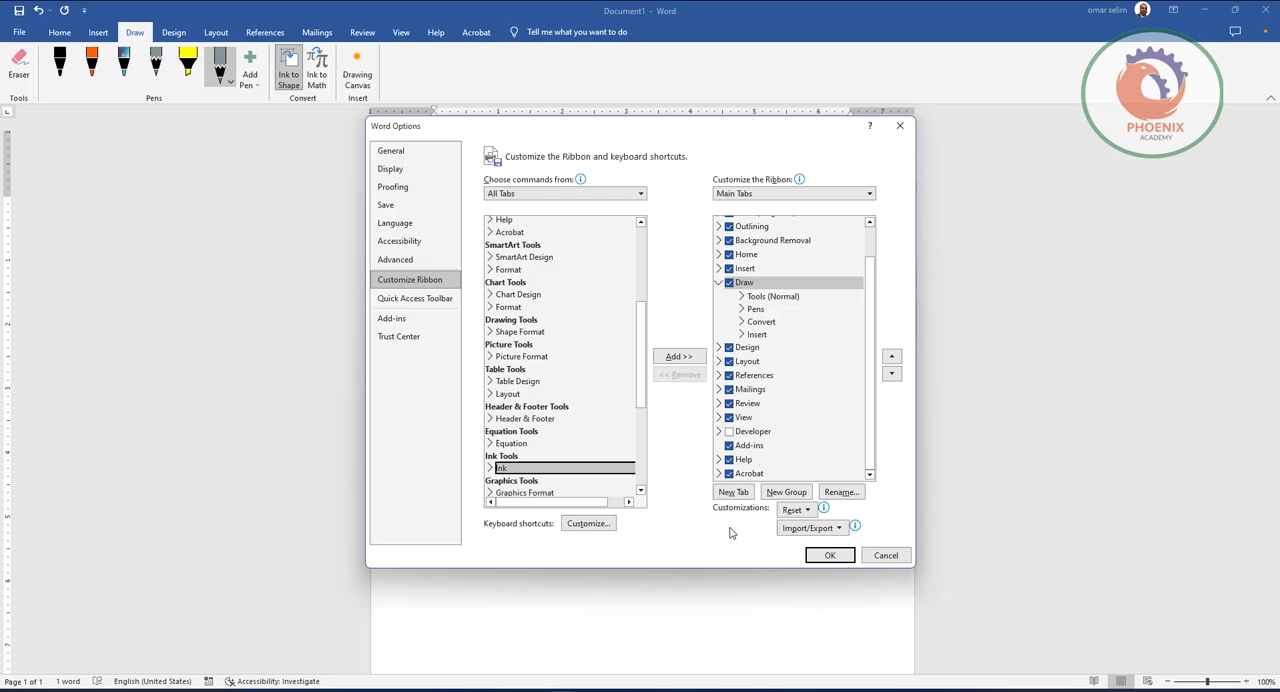 Document1 - Word
omar selim
File Home Insert Draw Design Layout References Mailings Review View Help Acrobat Tell me what you want to do
Eraser
Add
Pen
Ink to
Shape
Ink to
Math
Drawing
Canvas
Tools
Pens
Convert
Insert
PHOENIX
ACADEMY
Word Options
General
Display
Proofing
Save
Language
Accessibility
Advanced
Customize Ribbon
Quick Access Toolbar
Add-ins
Trust Center
Customize the Ribbon and keyboard shortcuts.
Choose commands from:
All Tabs
Help
Acrobat
SmartArt Tools
SmartArt Design
Format
Chart Tools
Chart Design
Format
Drawing Tools
Shape Format
Picture Tools
Picture Format
Table Tools
Table Design
Layout
Header & Footer Tools
Header & Footer
Equation Tools
Equation
Ink Tools
Ink
Graphics Tools
Graphics Format
Keyboard shortcuts: Customize...
Add >>
<< Remove
Customize the Ribbon:
Main Tabs
Outlining
Background Removal
Home
Insert
Draw
Tools (Normal)
Pens
Convert
Insert
Design
Layout
References
Mailings
Review
View
Developer
Add-ins
Help
Acrobat
New Tab New Group Rename...
Customizations: Reset
Import/Export
OK Cancel
Page 1 of 1 1 word English (United States) Accessibility: Investigate 100%